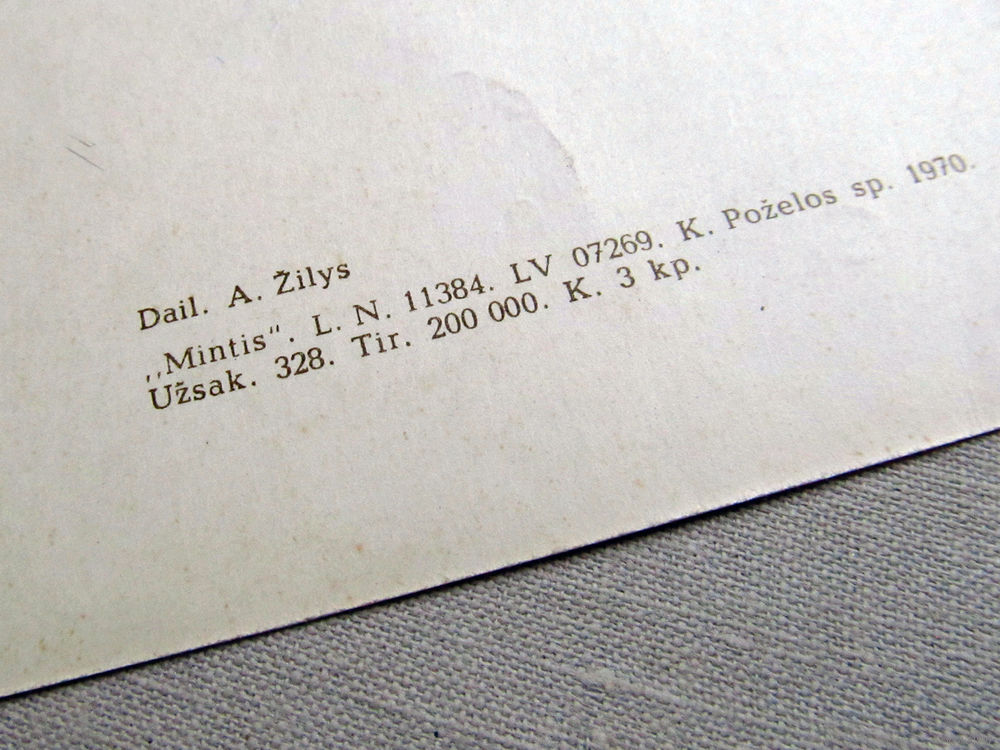 Dail. A. Žilys
„Mintis“. L. N. 11384. LV 07269. K. Poželos sp. 1970.
Užsak. 328. Tir. 200 000. K. 3 kp.